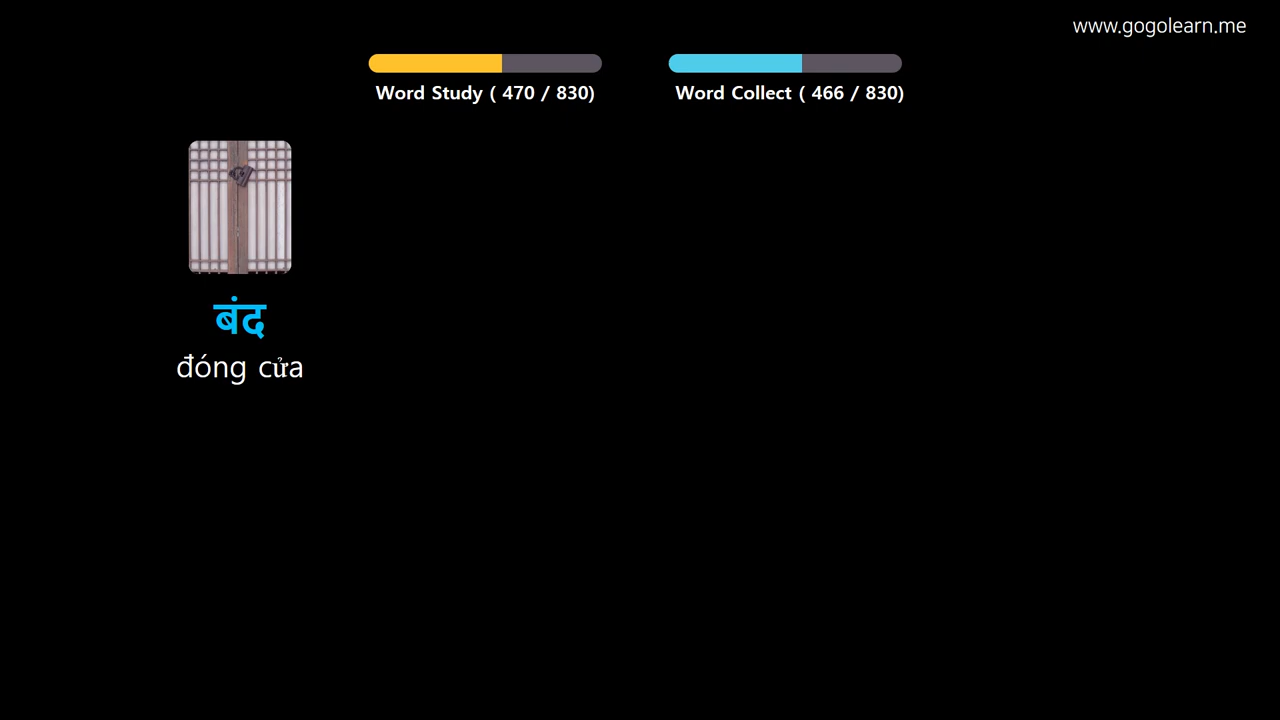 www.gogolearn.me
Word Study ( 470 / 830)
Word Collect ( 466 / 830)
बंद
đóng cửa